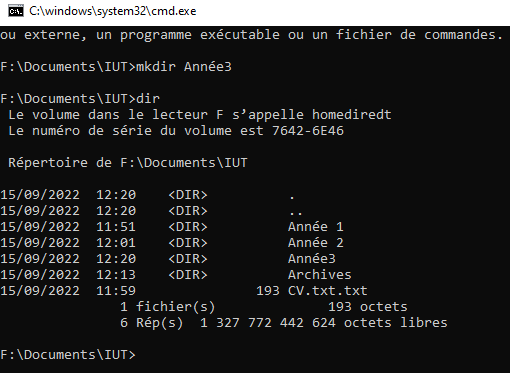 C:\windows\system32\cmd.exe
ou externe, un programme exécutable ou un fichier de commandes.
F:\Documents\IUT>mkdir Année3
F:\Documents\IUT>dir
Le volume dans le lecteur F s’appelle homediredt
Le numéro de série du volume est 7642-6E46
Répertoire de F:\Documents\IUT
15/09/2022  12:20    <DIR>          .
15/09/2022  12:20    <DIR>          ..
15/09/2022  11:51    <DIR>          Année 1
15/09/2022  12:01    <DIR>          Année 2
15/09/2022  12:20    <DIR>          Année3
15/09/2022  12:13    <DIR>          Archives
15/09/2022  11:59               193 CV.txt.txt
1 fichier(s)              193 octets
6 Rép(s)  1 327 772 442 624 octets libres
F:\Documents\IUT>